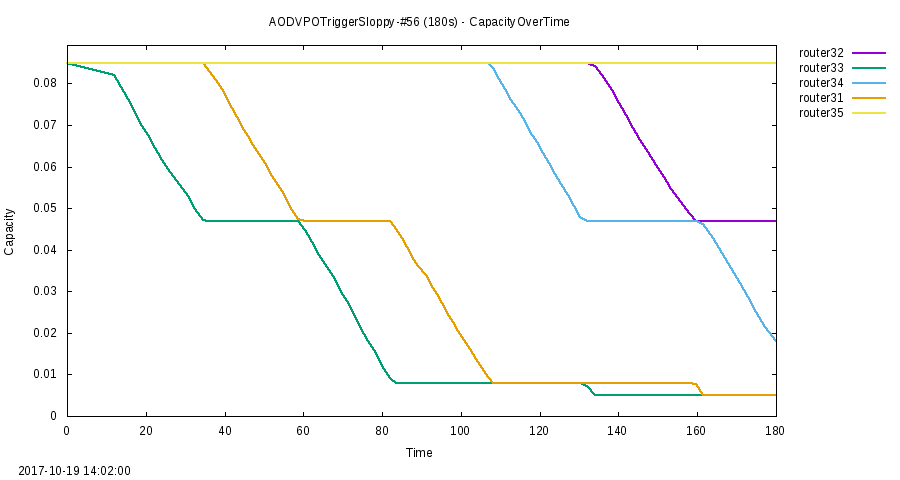 AODVPOTriggerSloppy-#56 (180s) - CapacityOverTime
router32
router33
router34
router31
router35
0.08
0.07
0.06
0.05
0.04
0.03
0.02
0.01
0
Capacity
0 20 40 60 80 100 120 140 160 180
Time
2017-10-19 14:02:00